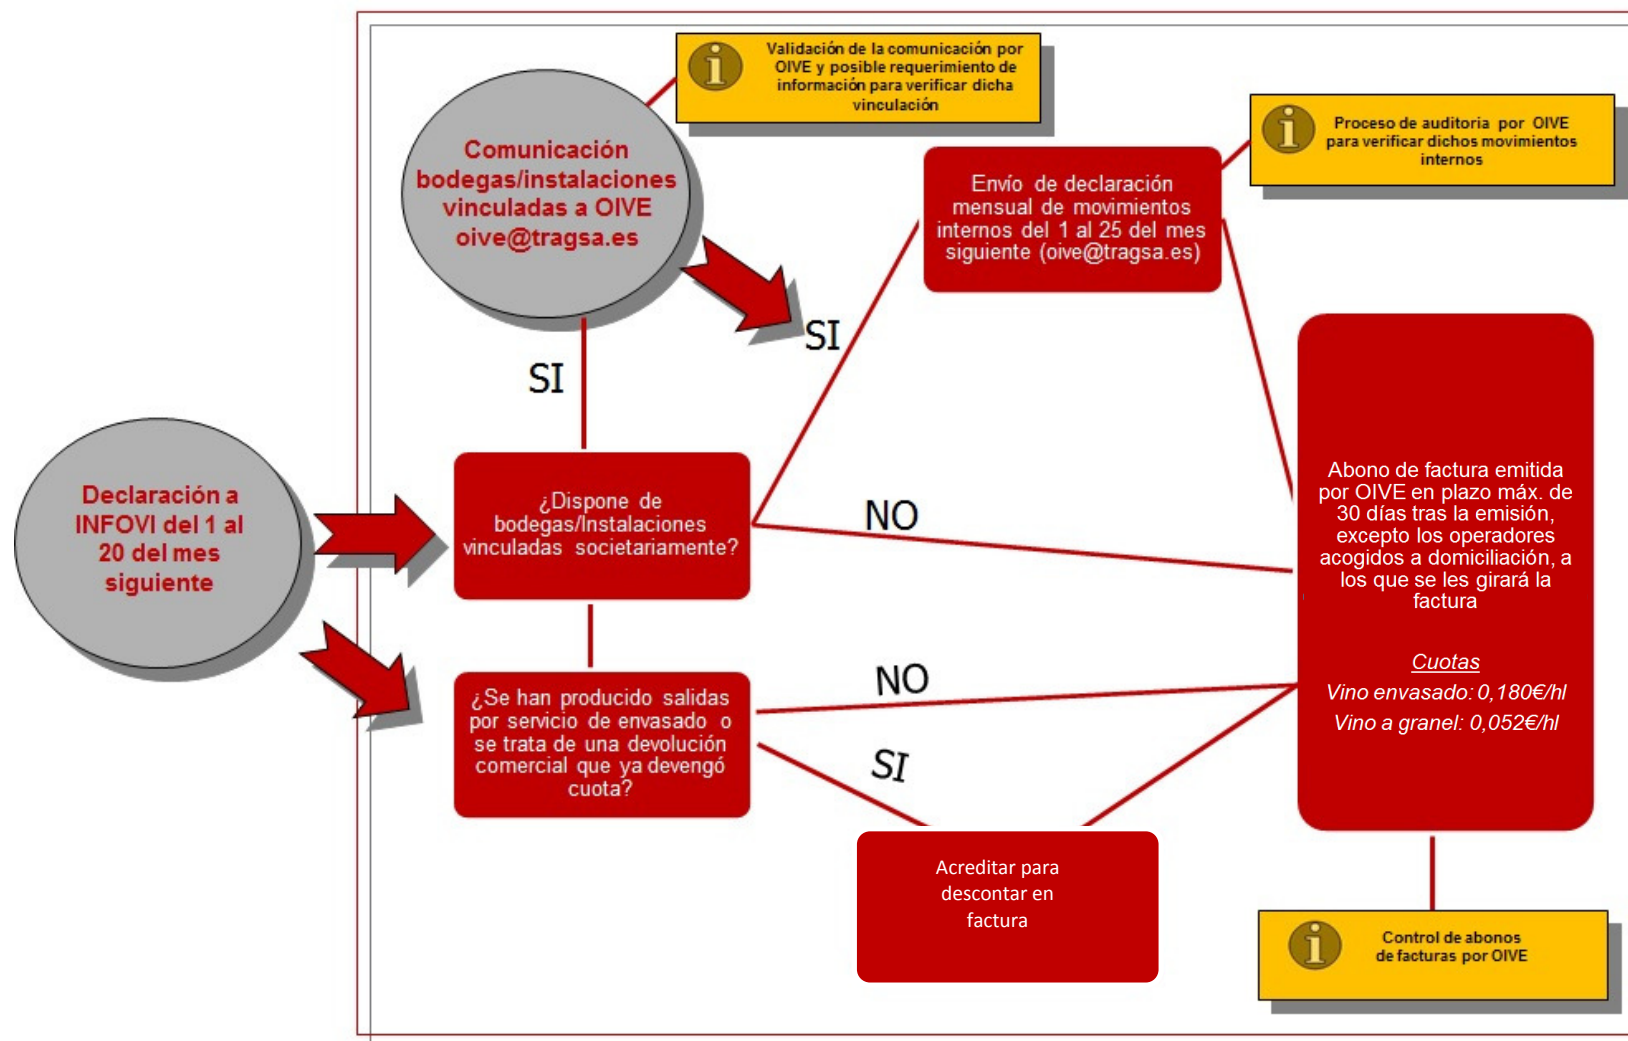 Validación de la comunicación por
OIVE y posible requerimiento de
información para verificar dicha
vinculación
Comunicación
bodegas/instalaciones
vinculadas a OIVE
oive@tragsa.es
Proceso de auditoria por OIVE
para verificar dichos movimientos
internos
Envío de declaración
mensual de movimientos
internos del 1 al 25 del mes
siguiente (oive@tragsa.es)
SI
SI
Declaración a
INFOVI del 1 al
20 del mes
siguiente
¿Dispone de
bodegas/Instalaciones
vinculadas societariamente?
NO
Abono de factura emitida
por OIVE en plazo máx. de
30 días tras la emisión,
excepto los operadores
acogidos a domiciliación, a
los que se les girará la
factura
Cuotas
Vino envasado: 0,180€/hl
Vino a granel: 0,052€/hl
¿Se han producido salidas
por servicio de envasado o
se trata de una devolución
comercial que ya devengó
cuota?
NO
SI
Acreditar para
descontar en
factura
Control de abonos
de facturas por OIVE